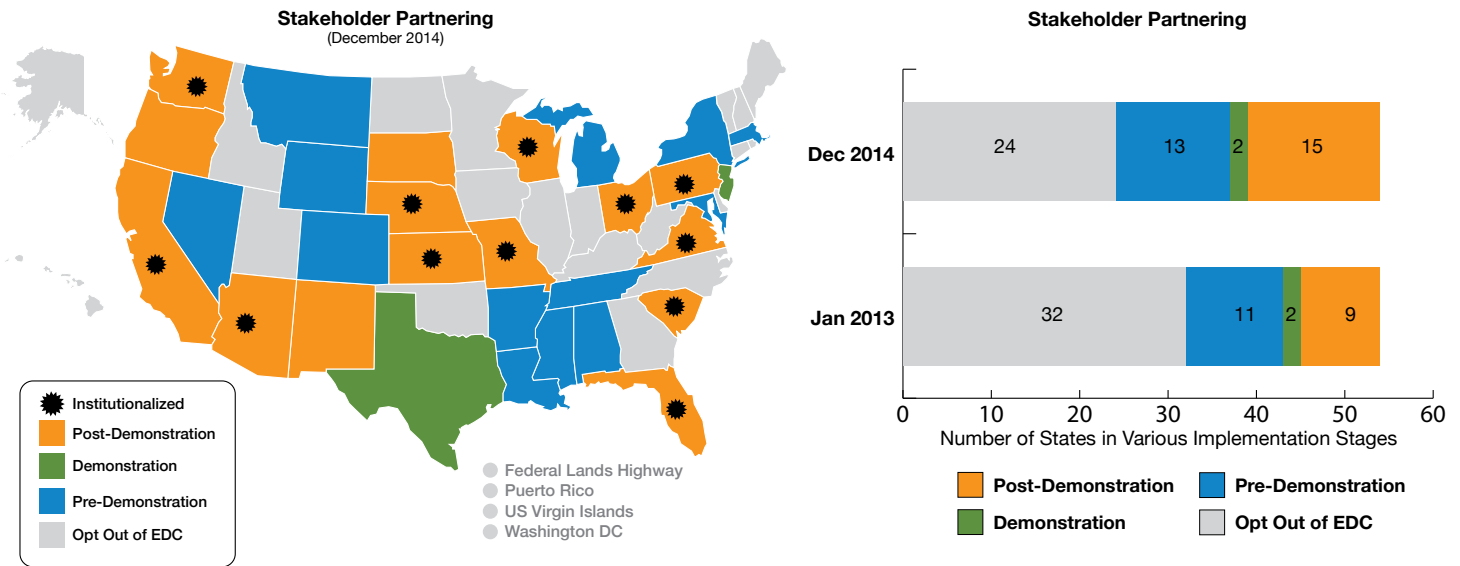 Stakeholder Partnering
(December 2014)
Institutionalized
Post-Demonstration
Demonstration
Pre-Demonstration
Opt Out of EDC
Federal Lands Highway
Puerto Rico
US Virgin Islands
Washington DC
Stakeholder Partnering
Dec 2014
24
13
2
15
Jan 2013
32
11
2
9
0 10 20 30 40 50 60
Number of States in Various Implementation Stages
Post-Demonstration
Pre-Demonstration
Demonstration
Opt Out of EDC